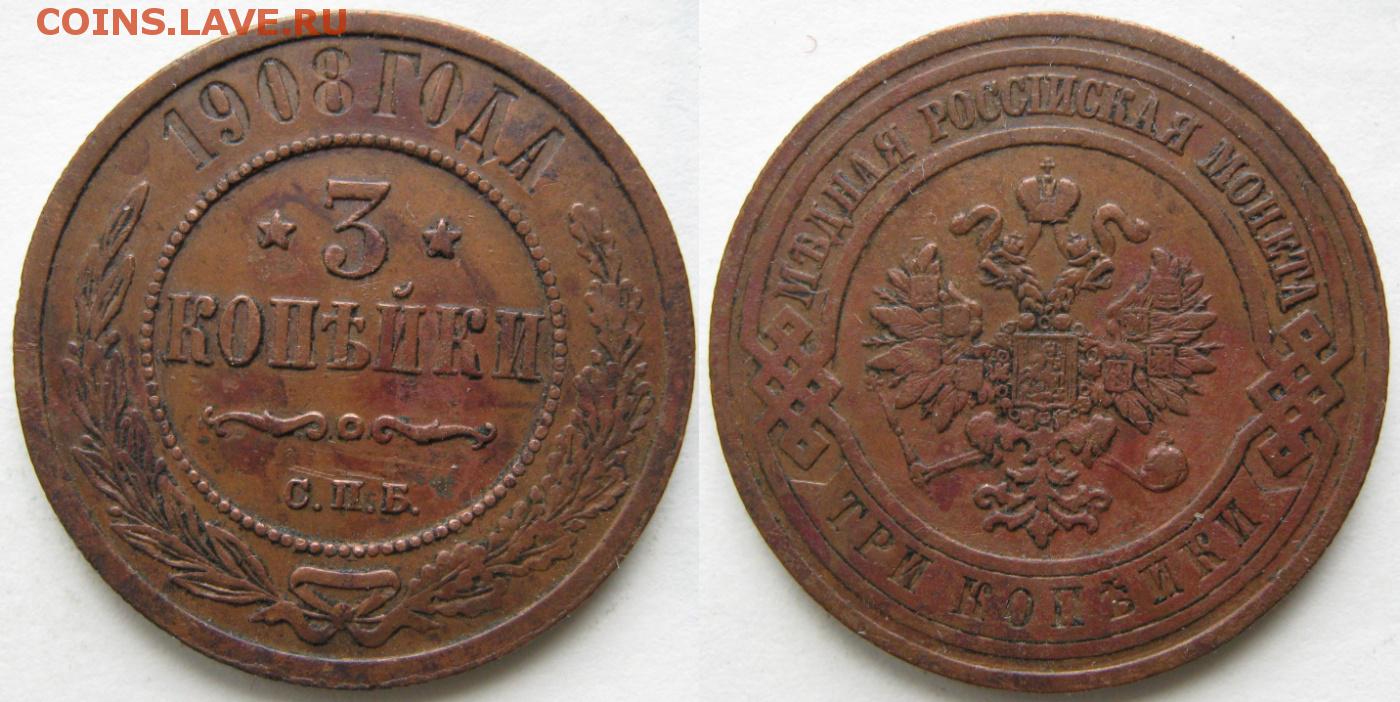 COINS.LAVE.RU
1908 ГОДА
3
КОПѢЙКИ
С.П.Б.
МѢДНАЯ РОССІЙСКАЯ МОНЕТА
ТРИ КОПѢЙКИ